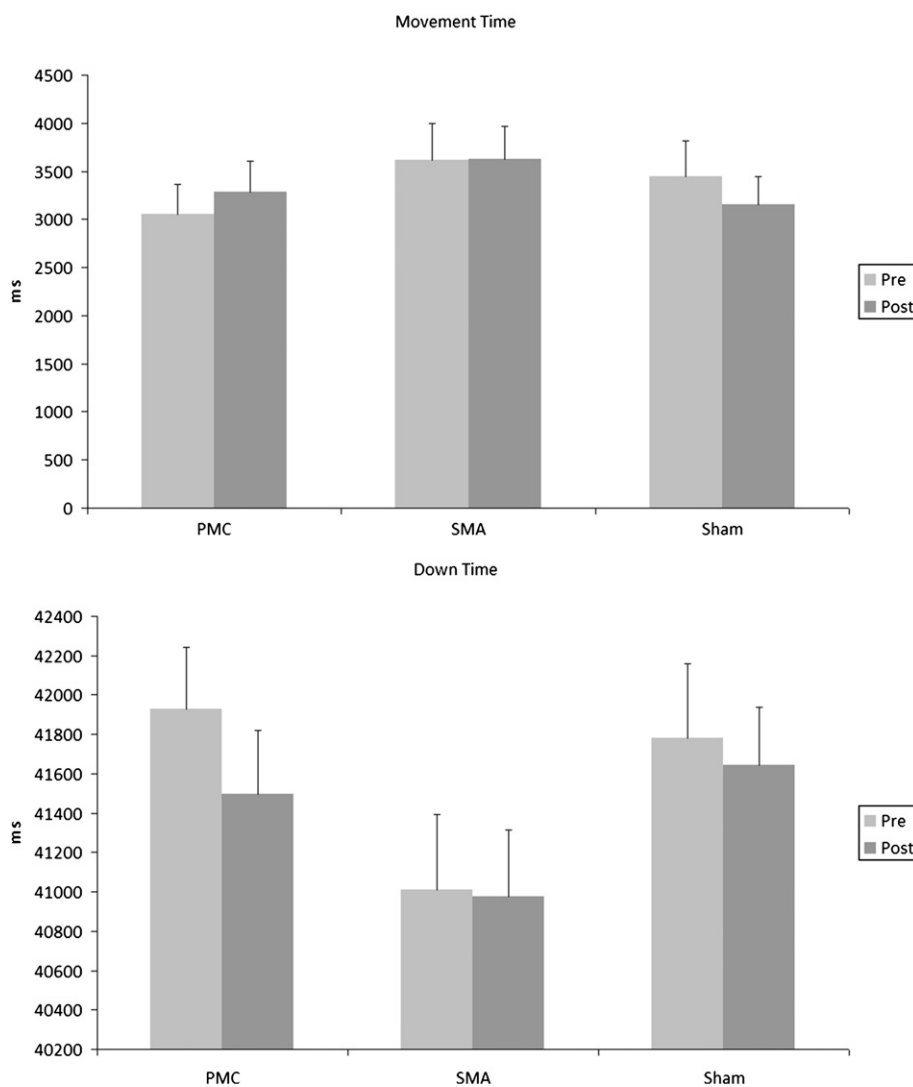 Movement Time
4500
4000
3500
3000
2500
2000
1500
1000
500
0
ms
PMC SMA Sham
Pre
Post
Down Time
42400
42200
42000
41800
41600
41400
41200
41000
40800
40600
40400
40200
ms
PMC SMA Sham
Pre
Post